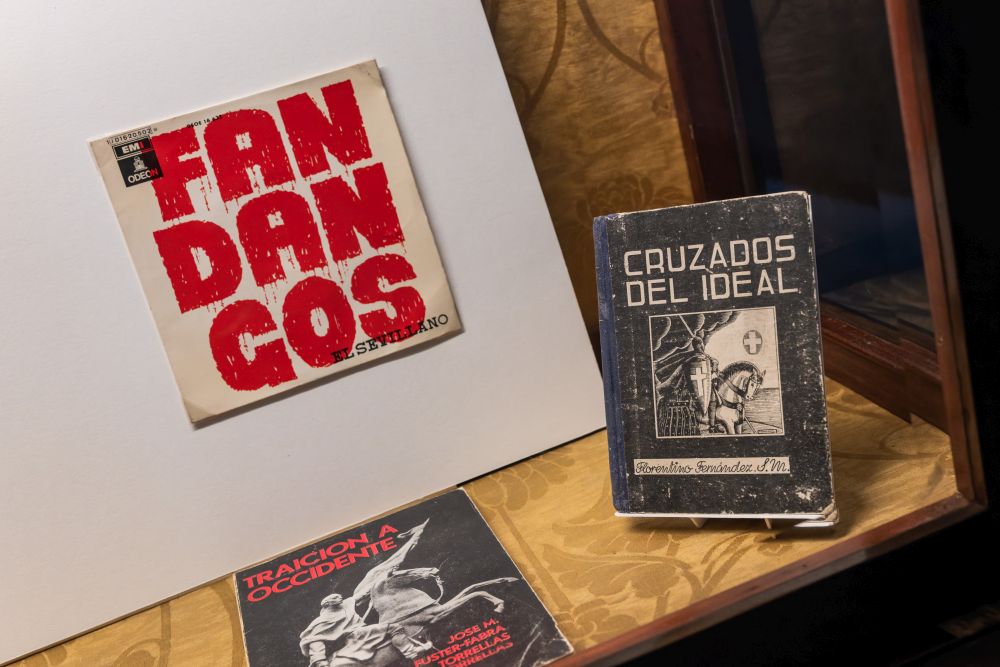 EMI
ODEON
FAN
DAN
GOS
EL SEVILLANO
CRUZADOS
DEL IDEAL
Florentino Fernández, S.M.
TRAICION A
OCCIDENTE
JOSE M.
FUSTER-FABRA
TORRELLAS